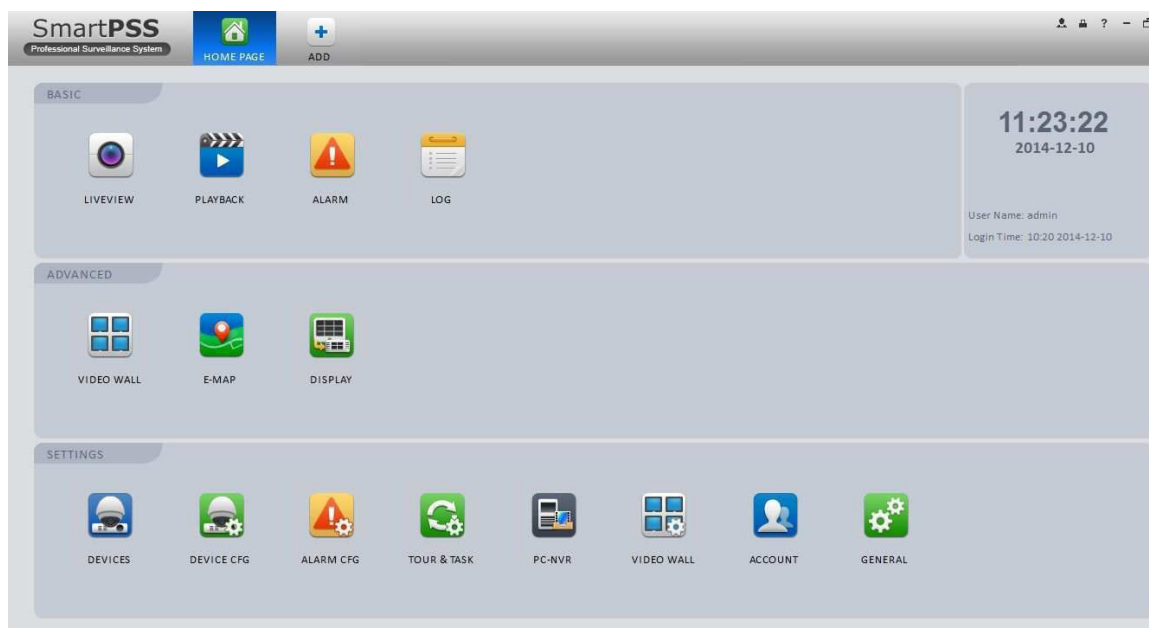 SmartPSS
Professional Surveillance System
HOME PAGE
ADD
?
BASIC
LIVEVIEW
PLAYBACK
ALARM
LOG
11:23:22
2014-12-10
User Name: admin
Login Time: 10:20 2014-12-10
ADVANCED
VIDEO WALL
E-MAP
DISPLAY
SETTINGS
DEVICES
DEVICE CFG
ALARM CFG
TOUR & TASK
PC-NVR
VIDEO WALL
ACCOUNT
GENERAL